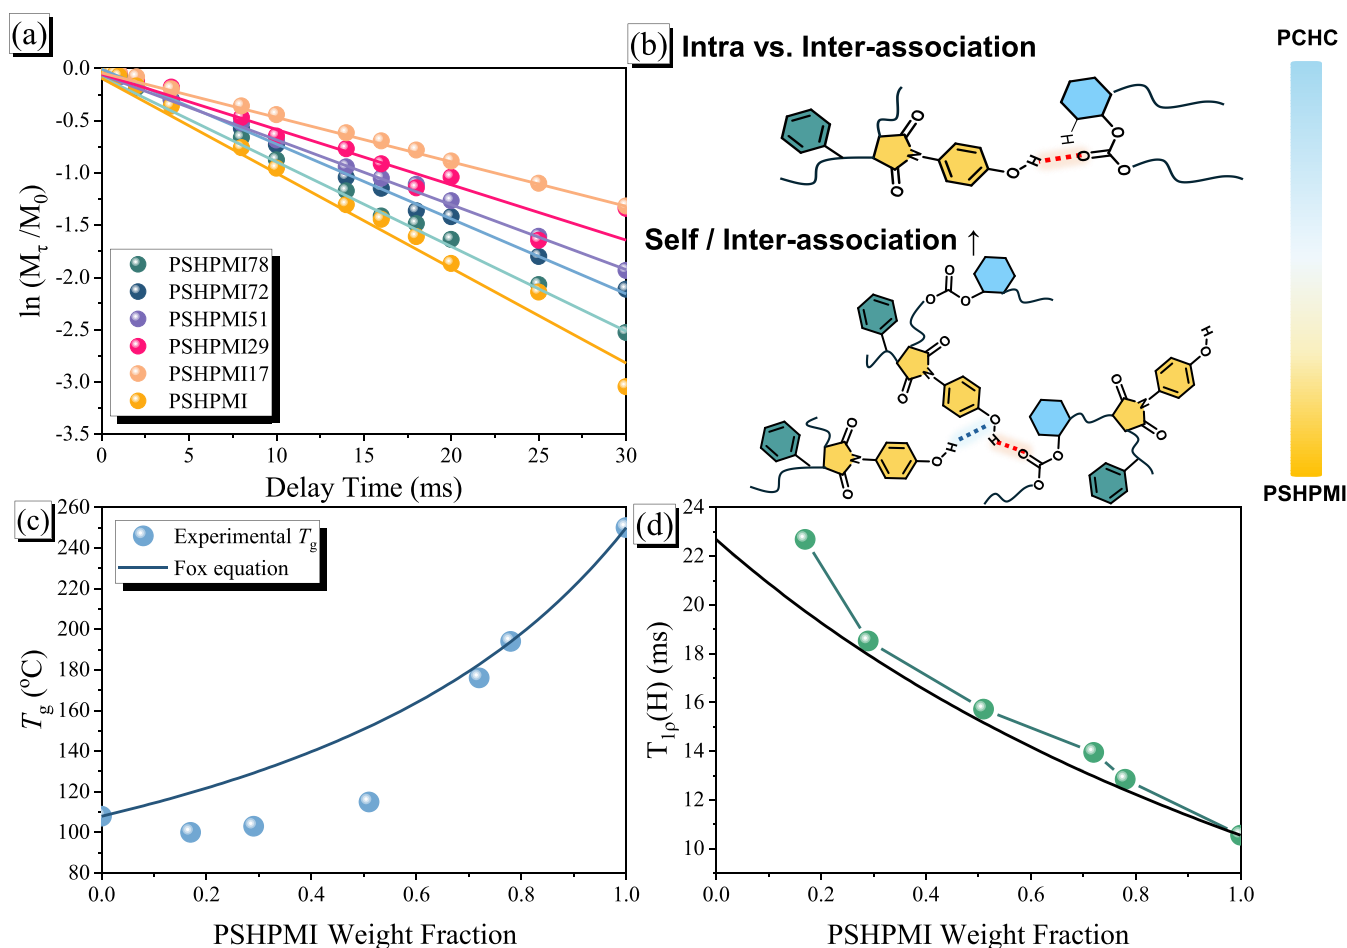 (a)
0.0
-0.5
-1.0
-1.5
-2.0
-2.5
-3.0
-3.5
ln (Mτ /M0)
PSHPMI78
PSHPMI72
PSHPMI51
PSHPMI29
PSHPMI17
PSHPMI
0 5 10 15 20 25 30
Delay Time (ms)
(b) Intra vs. Inter-association
PCHC
O
N
O
O
H
H
O
O
O
Self / Inter-association ↑
O
O
O
O
N
O
O
H
H
O
O
N
O
O
N
O
O
H
O
O
O
PSHPMI
(c)
260
240
220
200
180
160
140
120
100
80
Tg (°C)
Experimental Tg
Fox equation
0.0 0.2 0.4 0.6 0.8 1.0
PSHPMI Weight Fraction
(d)
24
22
20
18
16
14
12
10
T1ρ(H) (ms)
0.0 0.2 0.4 0.6 0.8 1.0
PSHPMI Weight Fraction